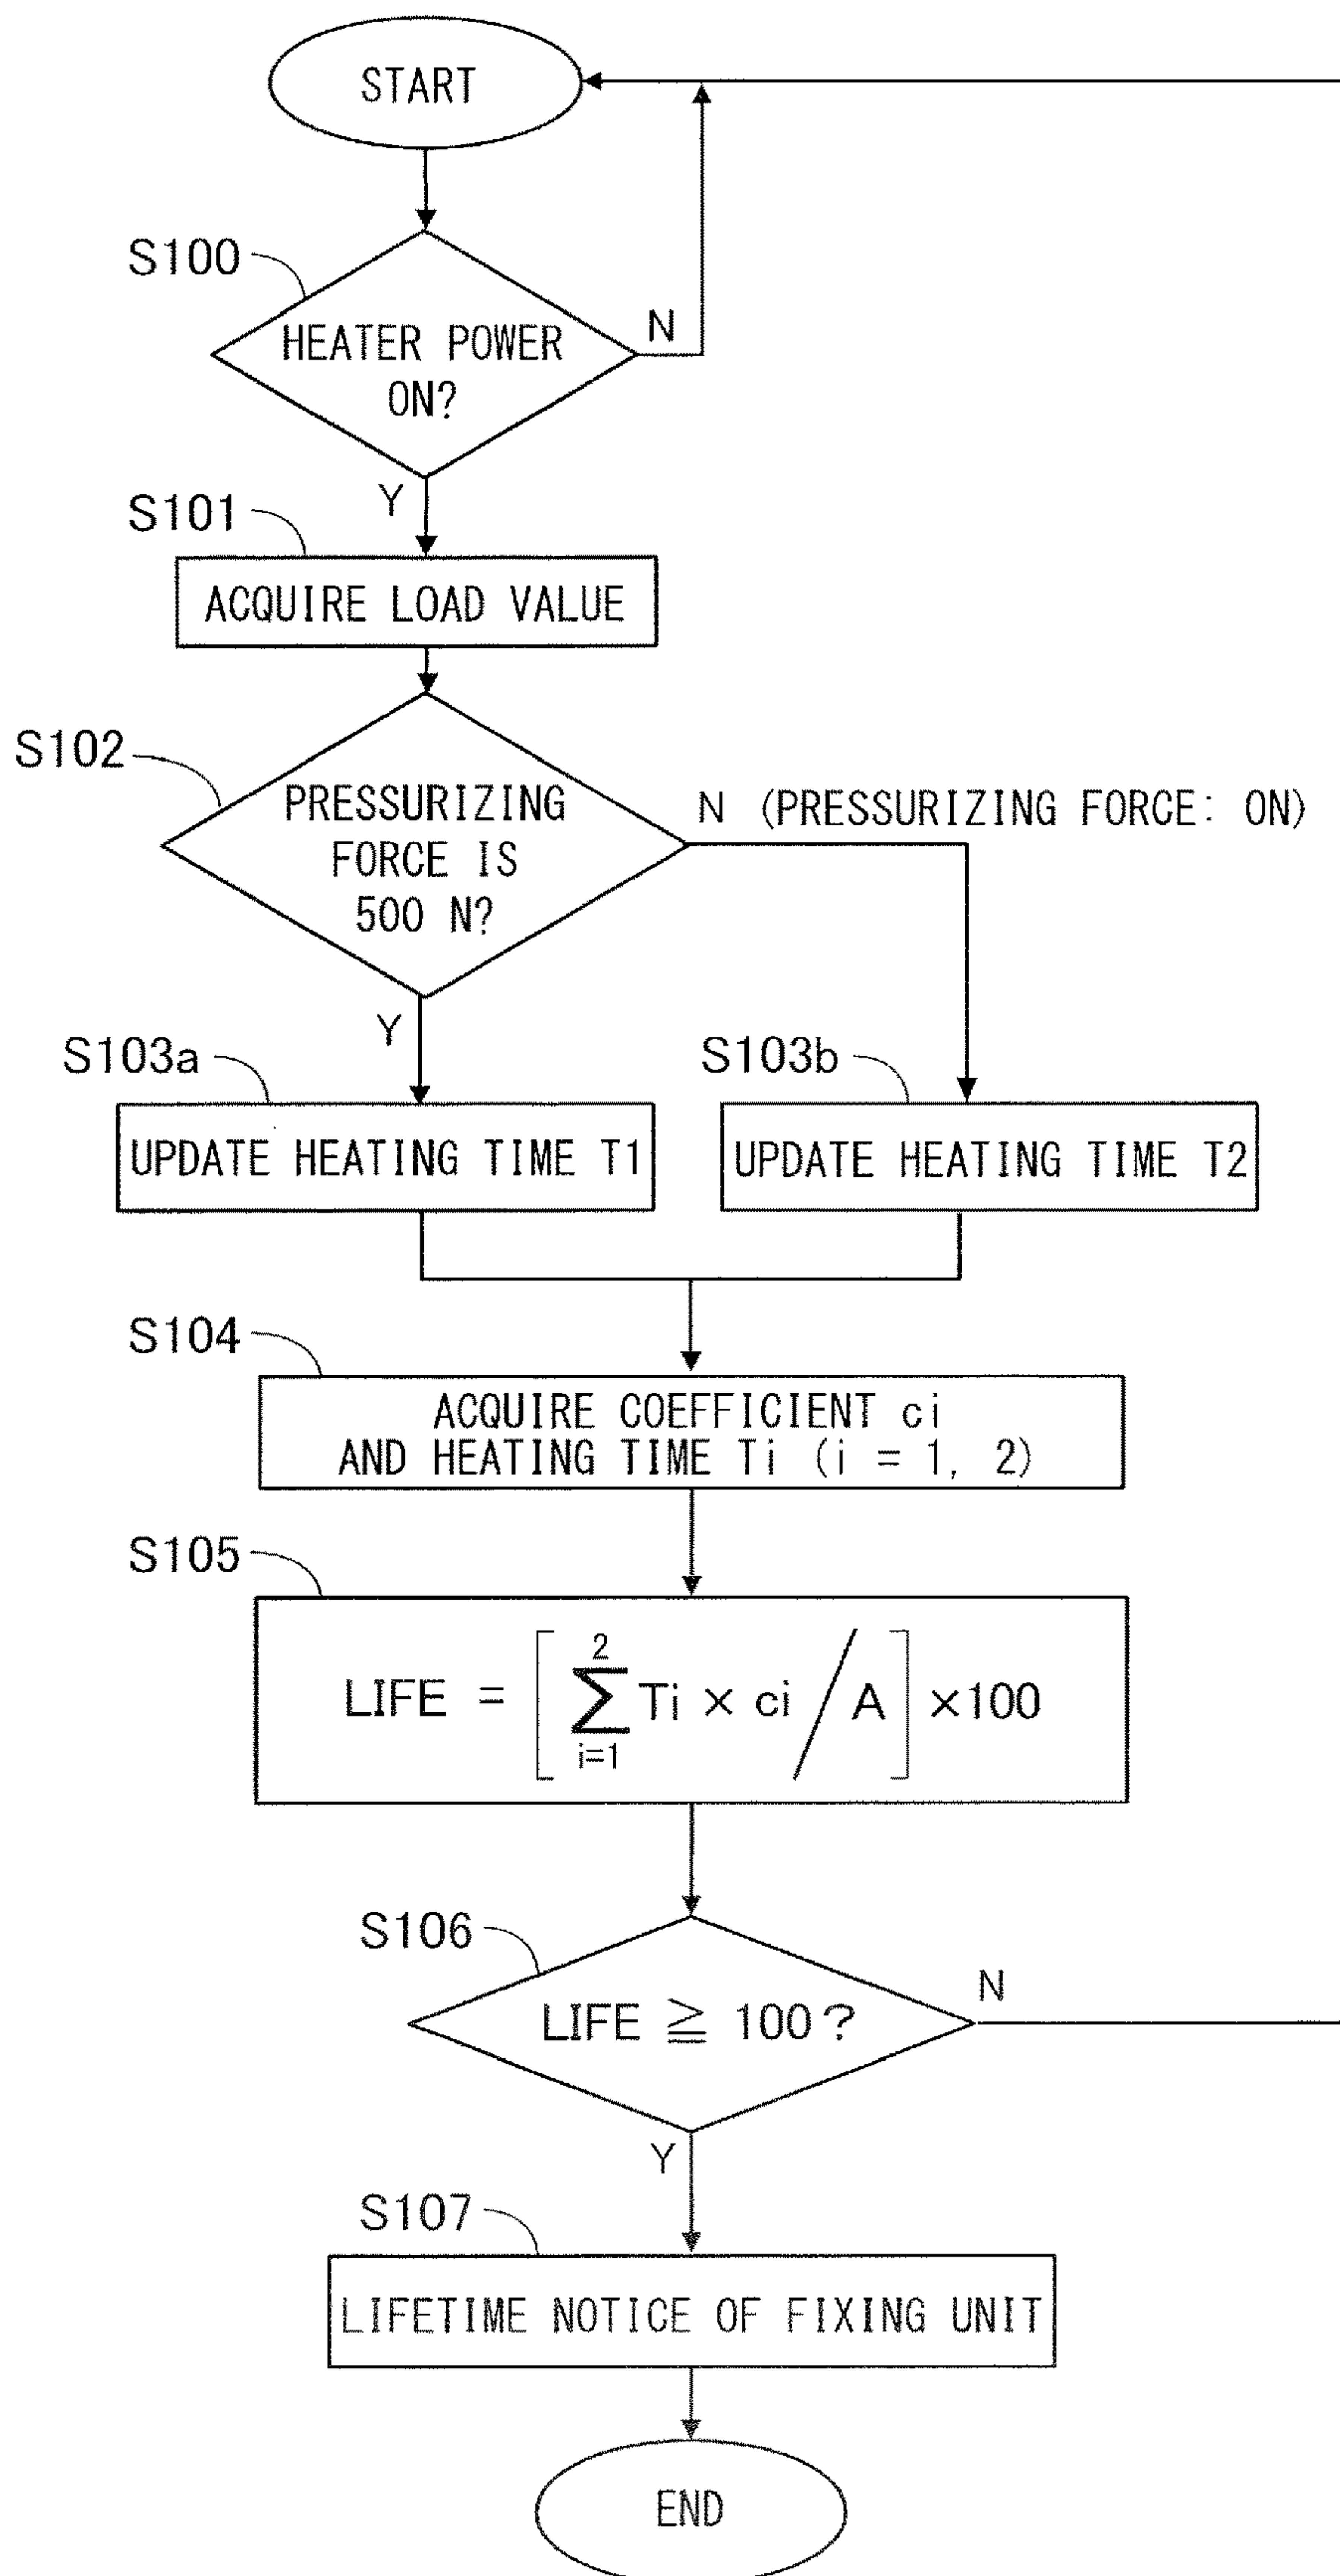 START
S100
HEATER POWER
ON?
N
Y
S101
ACQUIRE LOAD VALUE
S102
PRESSURIZING
FORCE IS
500 N?
N (PRESSURIZING FORCE: ON)
Y
S103a
S103b
UPDATE HEATING TIME T1
UPDATE HEATING TIME T2
S104
ACQUIRE COEFFICIENT ci
AND HEATING TIME Ti (i = 1, 2)
S105
LIFE = [ 2∑i=1 Ti × ci / A ] ×100
S106
LIFE ≧ 100?
N
Y
S107
LIFETIME NOTICE OF FIXING UNIT
END